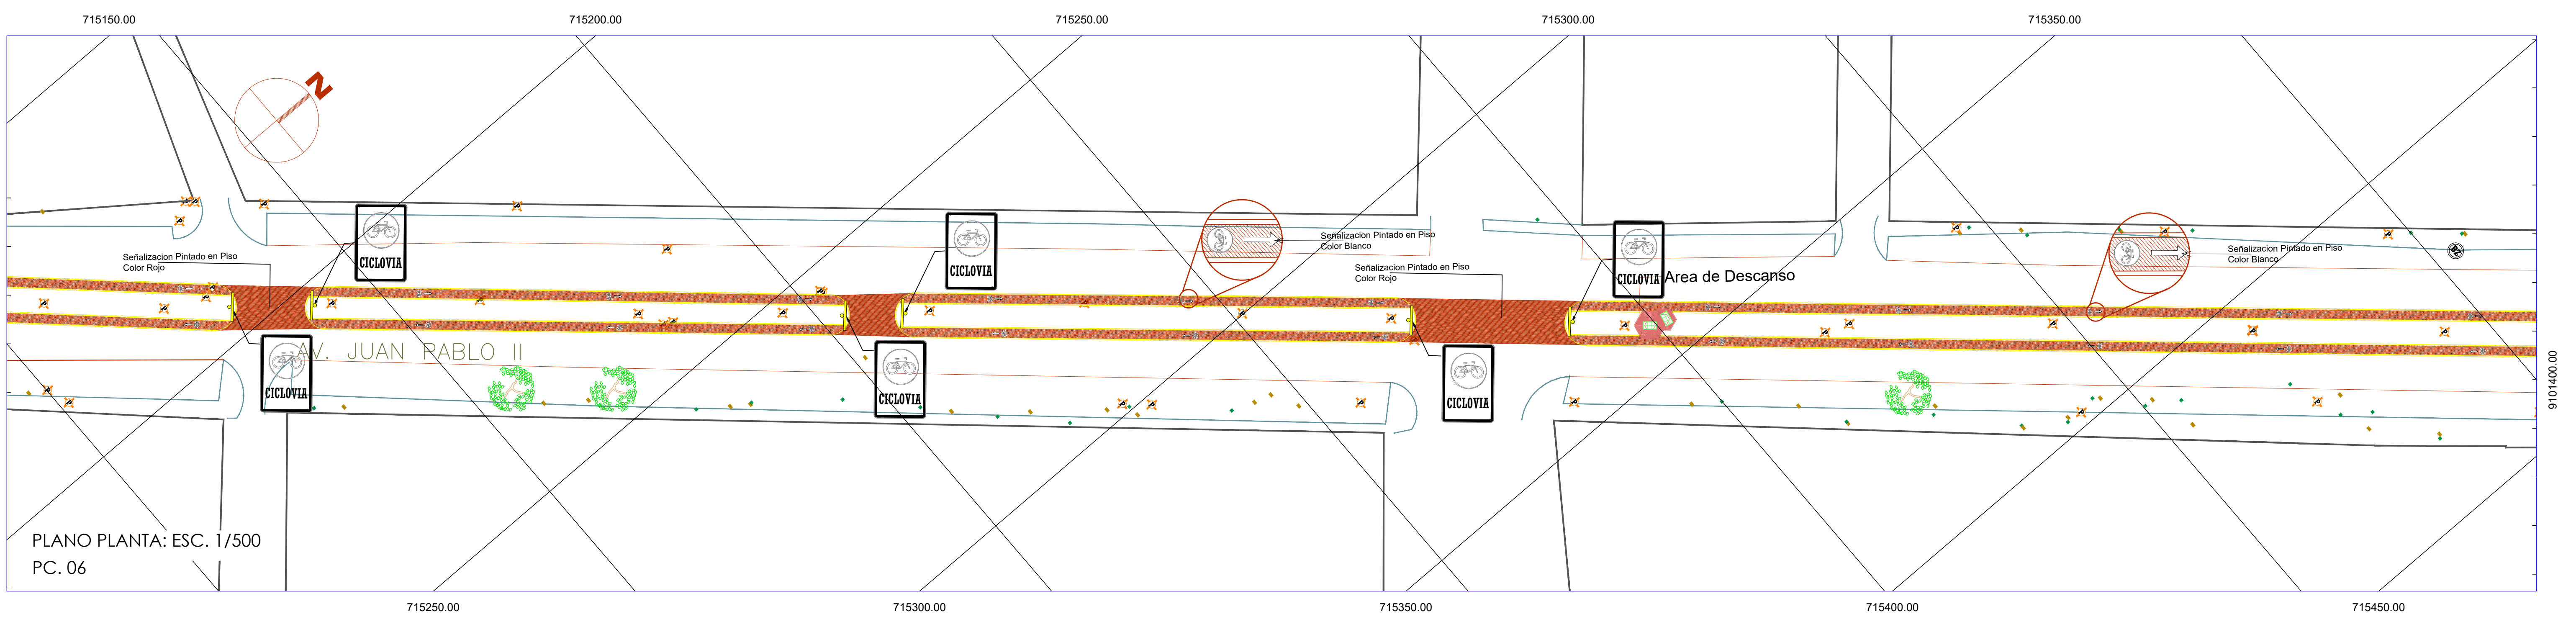 715150.00
715200.00
715250.00
715300.00
715350.00
N
Señalizacion Pintado en Piso
Color Rojo
CICLOVIA
CICLOVIA
Señalizacion Pintado en Piso
Color Blanco
Señalizacion Pintado en Piso
Color Rojo
CICLOVIA
Area de Descanso
Señalizacion Pintado en Piso
Color Blanco
BZ
AV. JUAN PABLO II
CICLOVIA
CICLOVIA
CICLOVIA
9101400.00
PLANO PLANTA: ESC. 1/500
PC. 06
715250.00
715300.00
715350.00
715400.00
715450.00